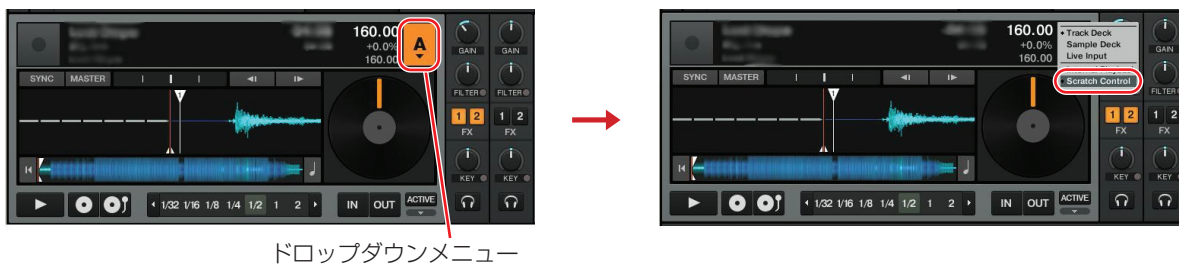 160.00
+0.0%
160.00
A
SYNC MASTER
1
1/32 1/16 1/8 1/4 1/2 1 2
IN OUT ACTIVE
GAIN GAIN
FILTER FILTER
1 2 1 2
FX FX
KEY KEY
ドロップダウンメニュー
160.00
+0.0%
160.00
Track Deck
Sample Deck
Live Input
Scratch Control
SYNC MASTER
1
1/32 1/16 1/8 1/4 1/2 1 2
IN OUT ACTIVE
GAIN
FILTER
1 2 1 2
FX FX
KEY KEY